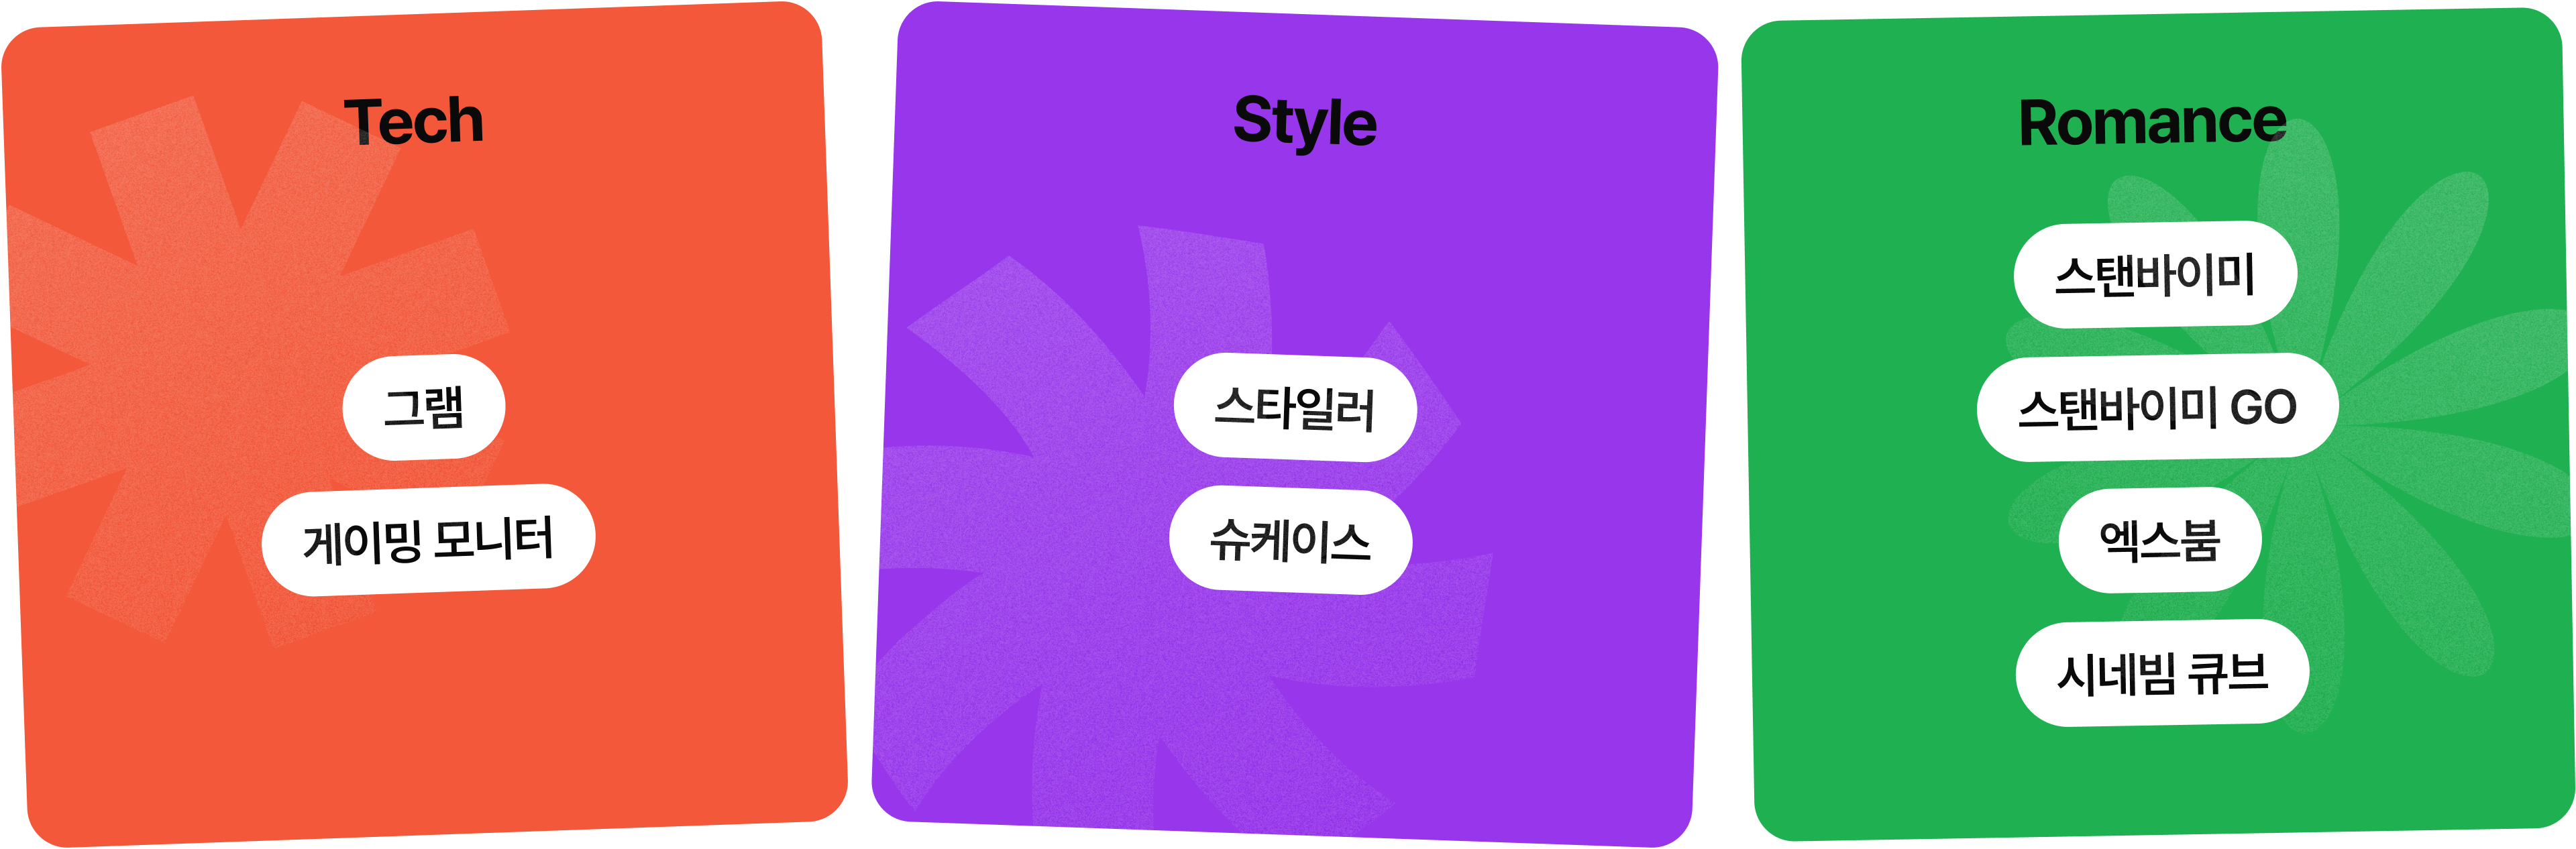 Tech
그램
게이밍 모니터
Style
스타일러
슈케이스
Romance
스탠바이미
스탠바이미 GO
엑스붐
시네빔 큐브